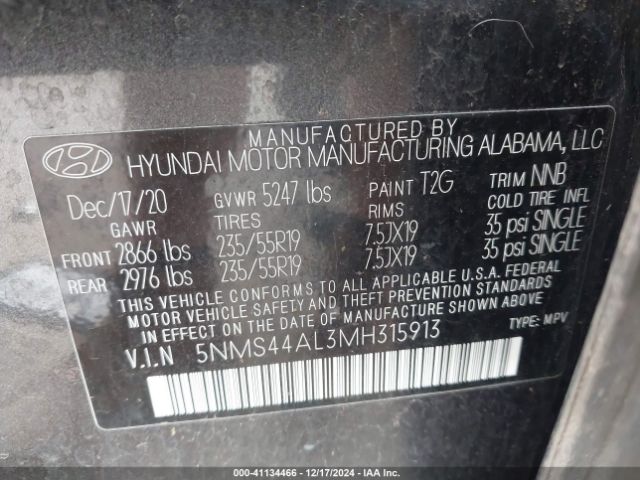 MANUFACTURED BY
HYUNDAI MOTOR MANUFACTURING ALABAMA, LLC
Dec/17/20 GVWR 5247 lbs PAINT T2G TRIM NNB
GAWR TIRES RIMS COLD TIRE INFL
FRONT 2866 lbs 235/55R19 7.5JX19 35 psi SINGLE
REAR 2976 lbs 235/55R19 7.5JX19 35 psi SINGLE
THIS VEHICLE CONFORMS TO ALL APPLICABLE U.S.A. FEDERAL
MOTOR VEHICLE SAFETY AND THEFT PREVENTION STANDARDS
IN EFFECT ON THE DATE OF MANUFACTURE SHOWN ABOVE.
V.I.N 5NMS44AL3MH315913 TYPE: MPV
000-41134466 - 12/17/2024 - IAA Inc.